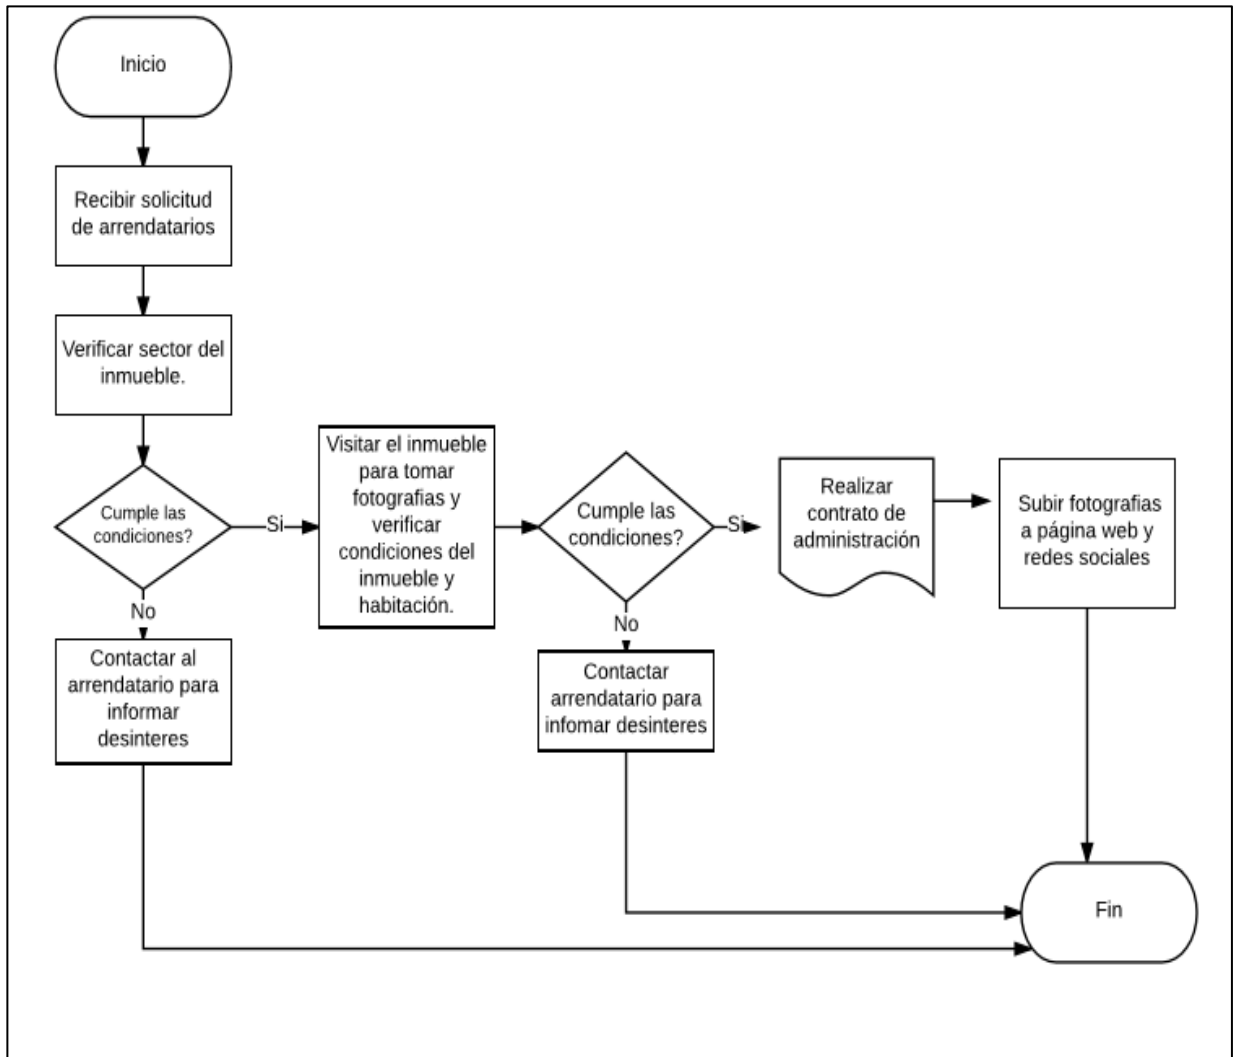 Inicio
Recibir solicitud
de arrendatarios
Verificar sector del
inmueble.
Cumple las
condiciones?
Si
No
Contactar al
arrendatario para
informar
desinteres
Visitar el inmueble
para tomar
fotografias y
verificar
condiciones del
inmueble y
habitación.
Cumple las
condiciones?
Si
No
Contactar
arrendatario para
infomar desinteres
Realizar
contrato de
administración
Subir fotografias
a página web y
redes sociales
Fin